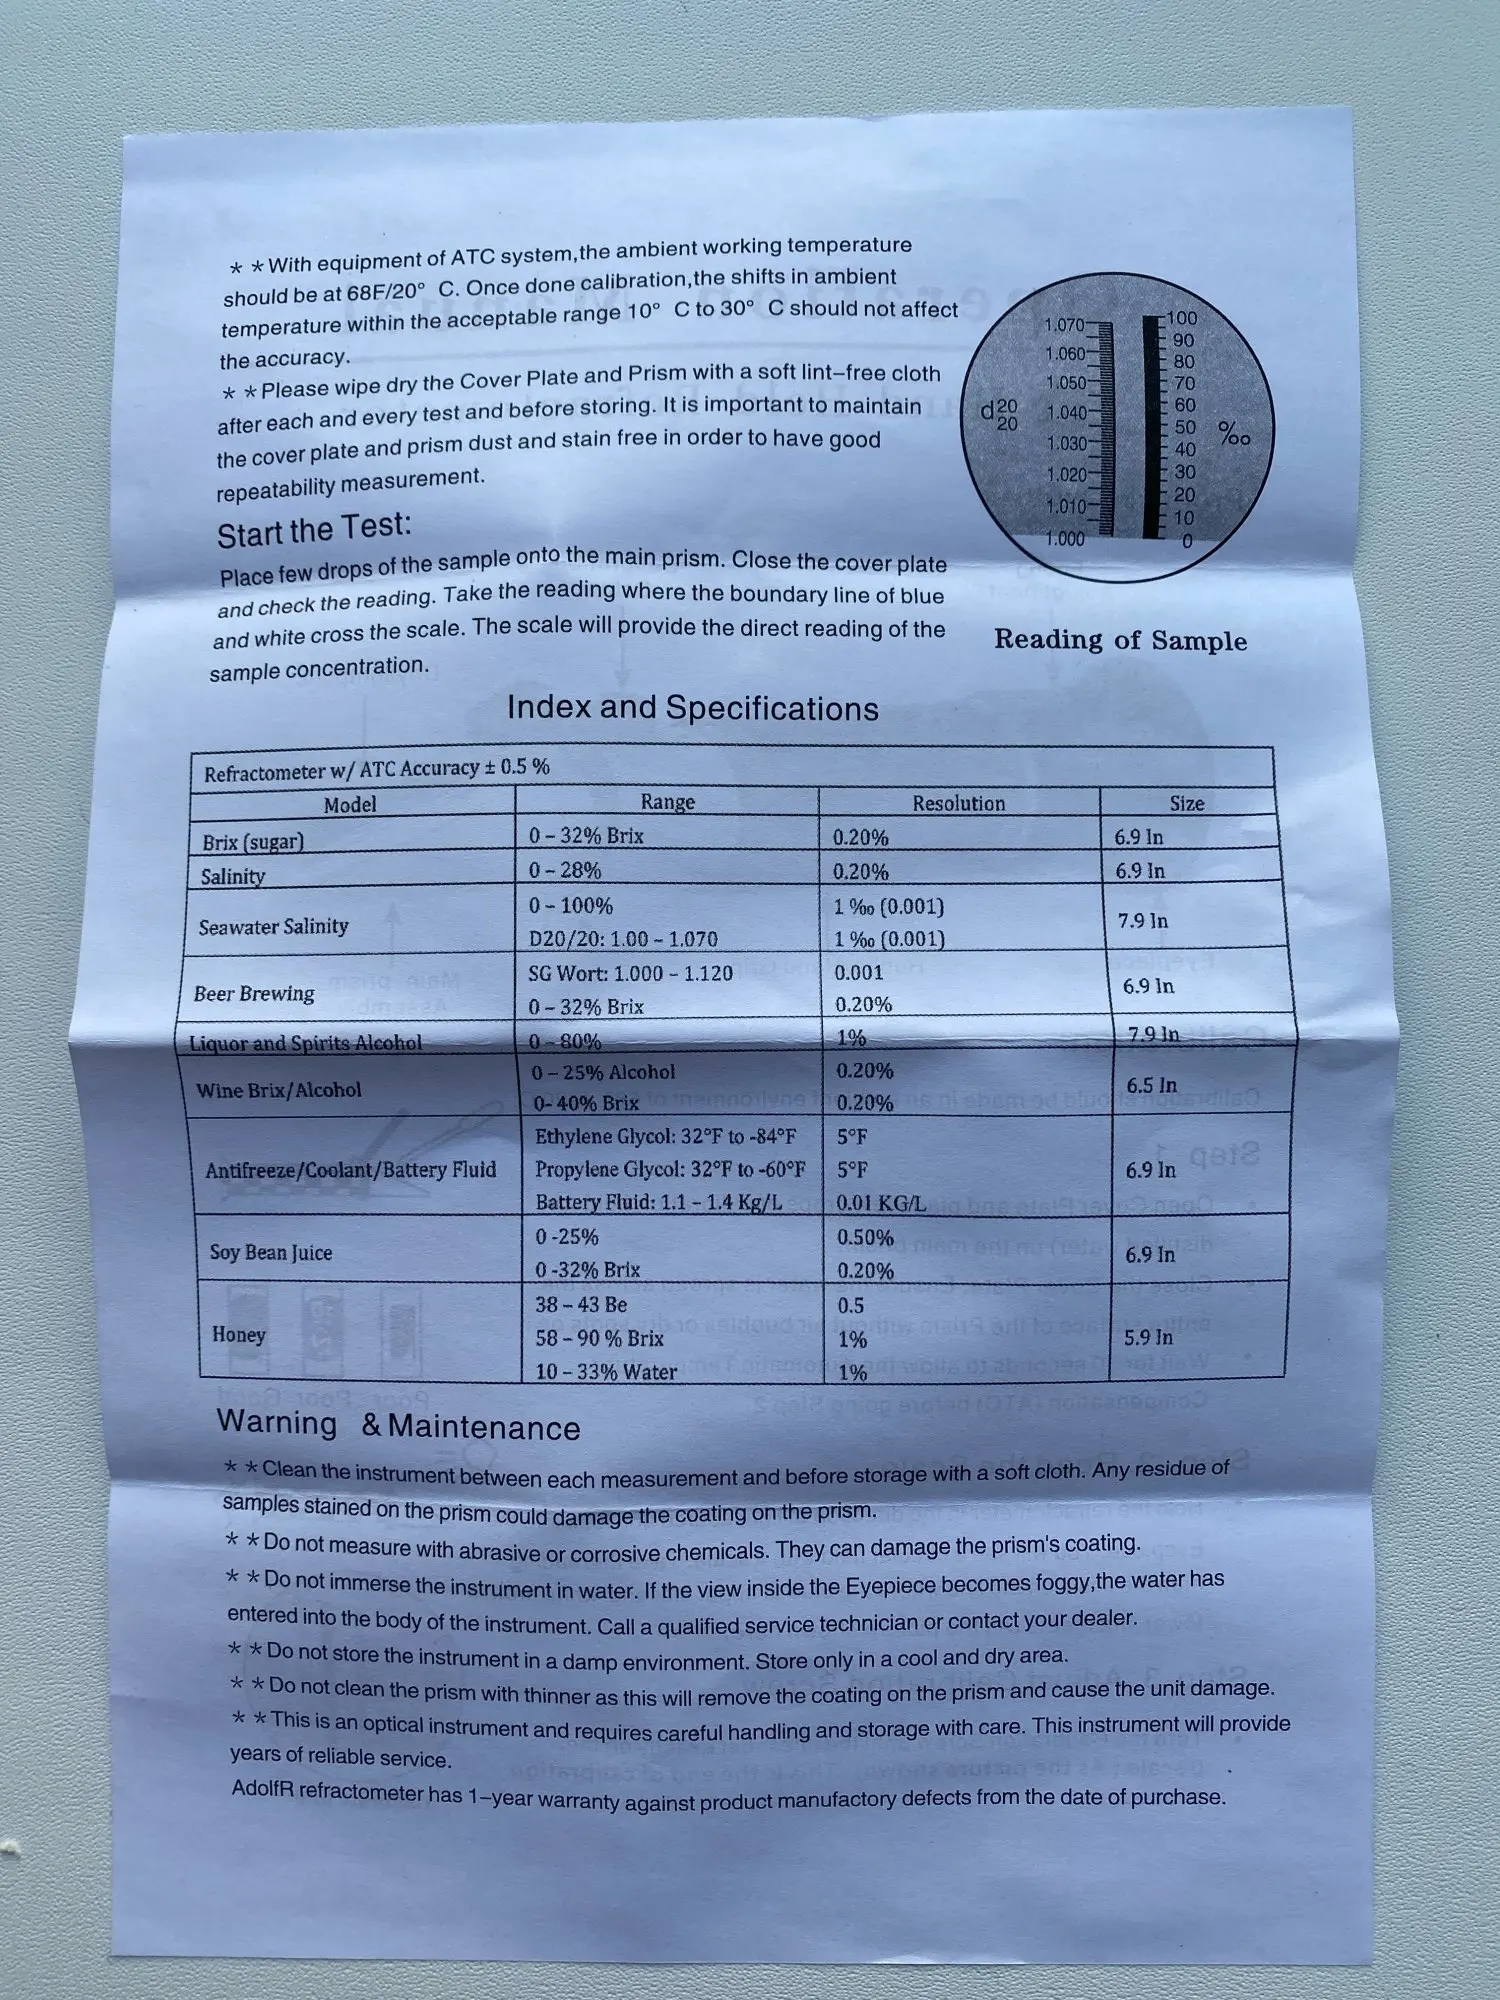 * *With equipment of ATC system,the ambient working temperature
should be at 68F/20° C. Once done calibration,the shifts in ambient
temperature within the acceptable range 10° C to 30° C should not affect
the accuracy.
* *Please wipe dry the Cover Plate and Prism with a soft lint-free cloth
after each and every test and before storing. It is important to maintain
the cover plate and prism dust and stain free in order to have good
repeatability measurement.
Start the Test:
Place few drops of the sample onto the main prism. Close the cover plate
and check the reading. Take the reading where the boundary line of blue
and white cross the scale. The scale will provide the direct reading of the
sample concentration.
1.070 100
90
1.060 80
1.050 70
d20/20 1.040 60
50 ‰
1.030 40
1.020 30
20
1.010 10
1.000 0
Reading of Sample
Index and Specifications
Refractometer w/ ATC Accuracy ± 0.5 %
Model Range Resolution Size
Brix (sugar) 0 – 32% Brix 0.20% 6.9 In
Salinity 0 – 28% 0.20% 6.9 In
Seawater Salinity 0 – 100% 1 ‰ (0.001) 7.9 In
D20/20: 1.00 – 1.070 1 ‰ (0.001)
Beer Brewing SG Wort: 1.000 – 1.120 0.001 6.9 In
0 – 32% Brix 0.20%
Liquor and Spirits Alcohol 0 – 80% 1% 7.9 In
Wine Brix/Alcohol 0 – 25% Alcohol 0.20% 6.5 In
0- 40% Brix 0.20%
Antifreeze/Coolant/Battery Fluid Ethylene Glycol: 32°F to -84°F 5°F 6.9 In
Propylene Glycol: 32°F to -60°F 5°F
Battery Fluid: 1.1 – 1.4 Kg/L 0.01 KG/L
Soy Bean Juice 0 -25% 0.50% 6.9 In
0 -32% Brix 0.20%
Honey 38 – 43 Be 0.5 5.9 In
58 – 90 % Brix 1%
10 – 33% Water 1%
Warning & Maintenance
* *Clean the instrument between each measurement and before storage with a soft cloth. Any residue of
samples stained on the prism could damage the coating on the prism.
* *Do not measure with abrasive or corrosive chemicals. They can damage the prism's coating.
* *Do not immerse the instrument in water. If the view inside the Eyepiece becomes foggy,the water has
entered into the body of the instrument. Call a qualified service technician or contact your dealer.
* *Do not store the instrument in a damp environment. Store only in a cool and dry area.
* *Do not clean the prism with thinner as this will remove the coating on the prism and cause the unit damage.
* *This is an optical instrument and requires careful handling and storage with care. This instrument will provide
years of reliable service.
AdolfR refractometer has 1-year warranty against product manufactory defects from the date of purchase.